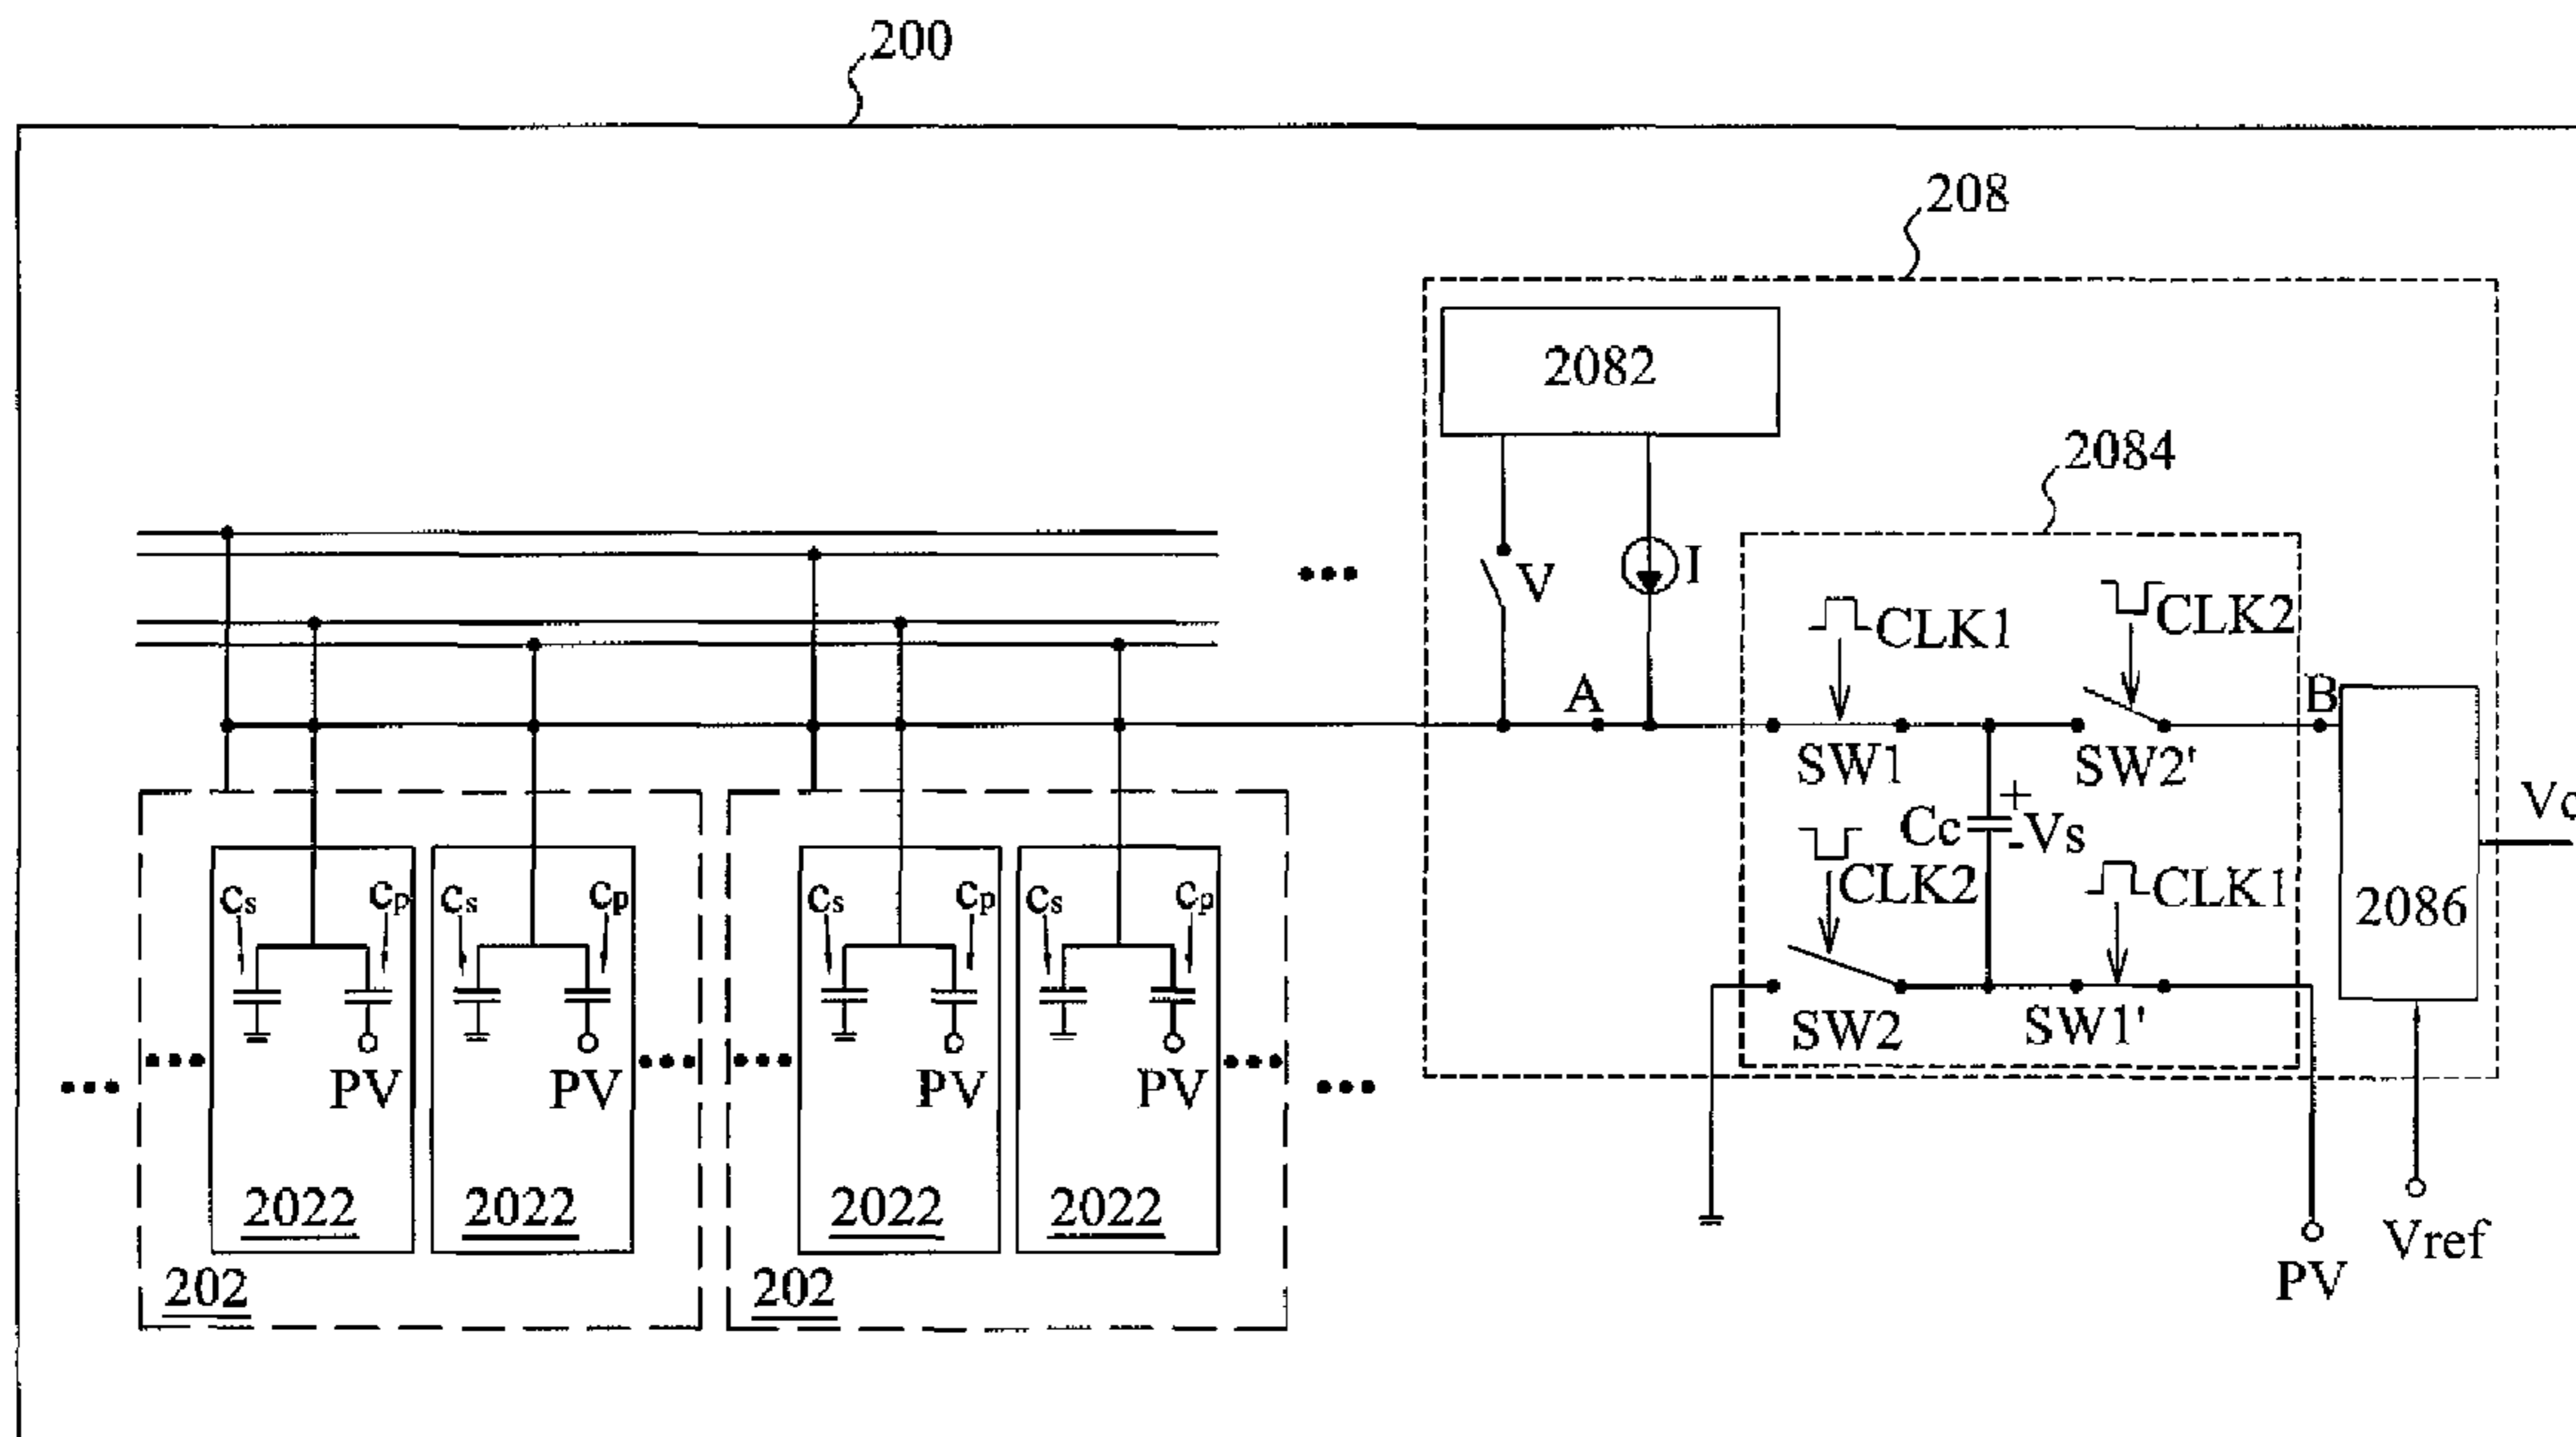 200
208
2082
2084
V
I
CLK1
CLK2
A
B
SW1
SW2'
Cc
+
-Vs
CLK2
CLK1
2086
SW2
SW1'
Cs
Cp
Cs
Cp
Cs
Cp
Cs
Cp
PV
PV
PV
PV
2022
2022
2022
2022
202
202
PV
Vref